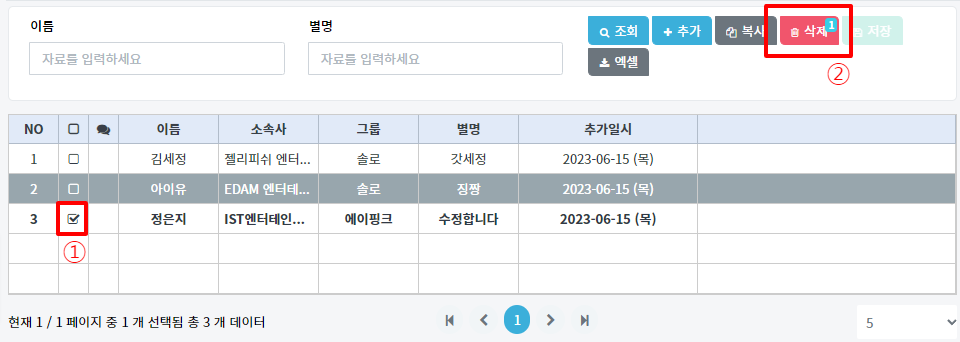 이름 별명
자료를 입력하세요 자료를 입력하세요
조회 추가 복사 삭제 1 저장
엑셀
②
NO 이름 소속사 그룹 별명 추가일시
1 김세정 젤리피쉬 엔터... 솔로 갓세정 2023-06-15 (목)
2 아이유 EDAM 엔터테... 솔로 징짱 2023-06-15 (목)
3 정은지 IST엔터테인... 에이핑크 수정합니다 2023-06-15 (목)
①
현재 1 / 1 페이지 중 1 개 선택됨 총 3 개 데이터 1 5